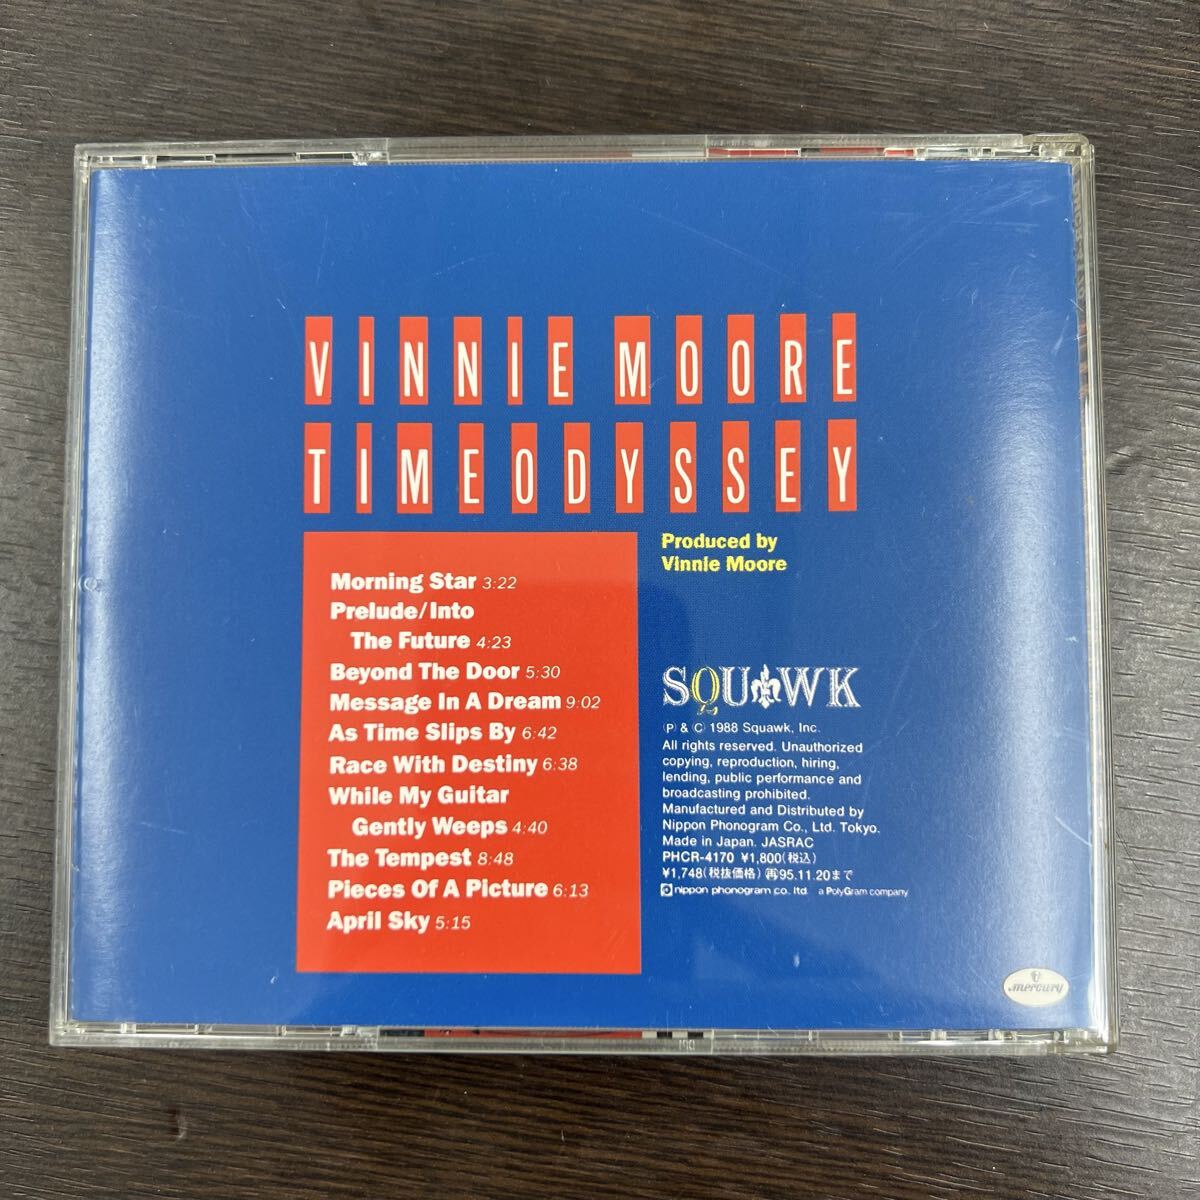 VINNIE MOORE
TIMEODYSSEY
Produced by
Vinnie Moore
Morning Star 3:22
Prelude/Into
The Future 4:23
Beyond The Door 5:30
Message In A Dream 9:02
As Time Slips By 6:42
Race With Destiny 6:38
While My Guitar
Gently Weeps 4:40
The Tempest 8:48
Pieces Of A Picture 6:13
April Sky 5:15
SQUAWK
Ⓟ & Ⓒ 1988 Squawk, Inc.
All rights reserved. Unauthorized
copying, reproduction, hiring,
lending, public performance and
broadcasting prohibited.
Manufactured and Distributed by
Nippon Phonogram Co., Ltd. Tokyo.
Made in Japan. JASRAC
PHCR-4170 ¥1,800(税込)
¥1,748(税抜価格) 再95.11.20まで
nippon phonogram co. ltd. a PolyGram company
mercury